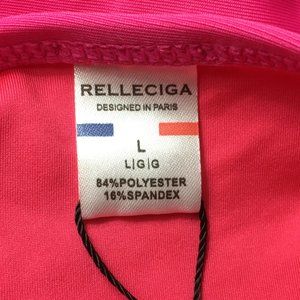 RELLECIGA
DESIGNED IN PARIS
L
L|G|G
84%POLYESTER
16%SPANDEX